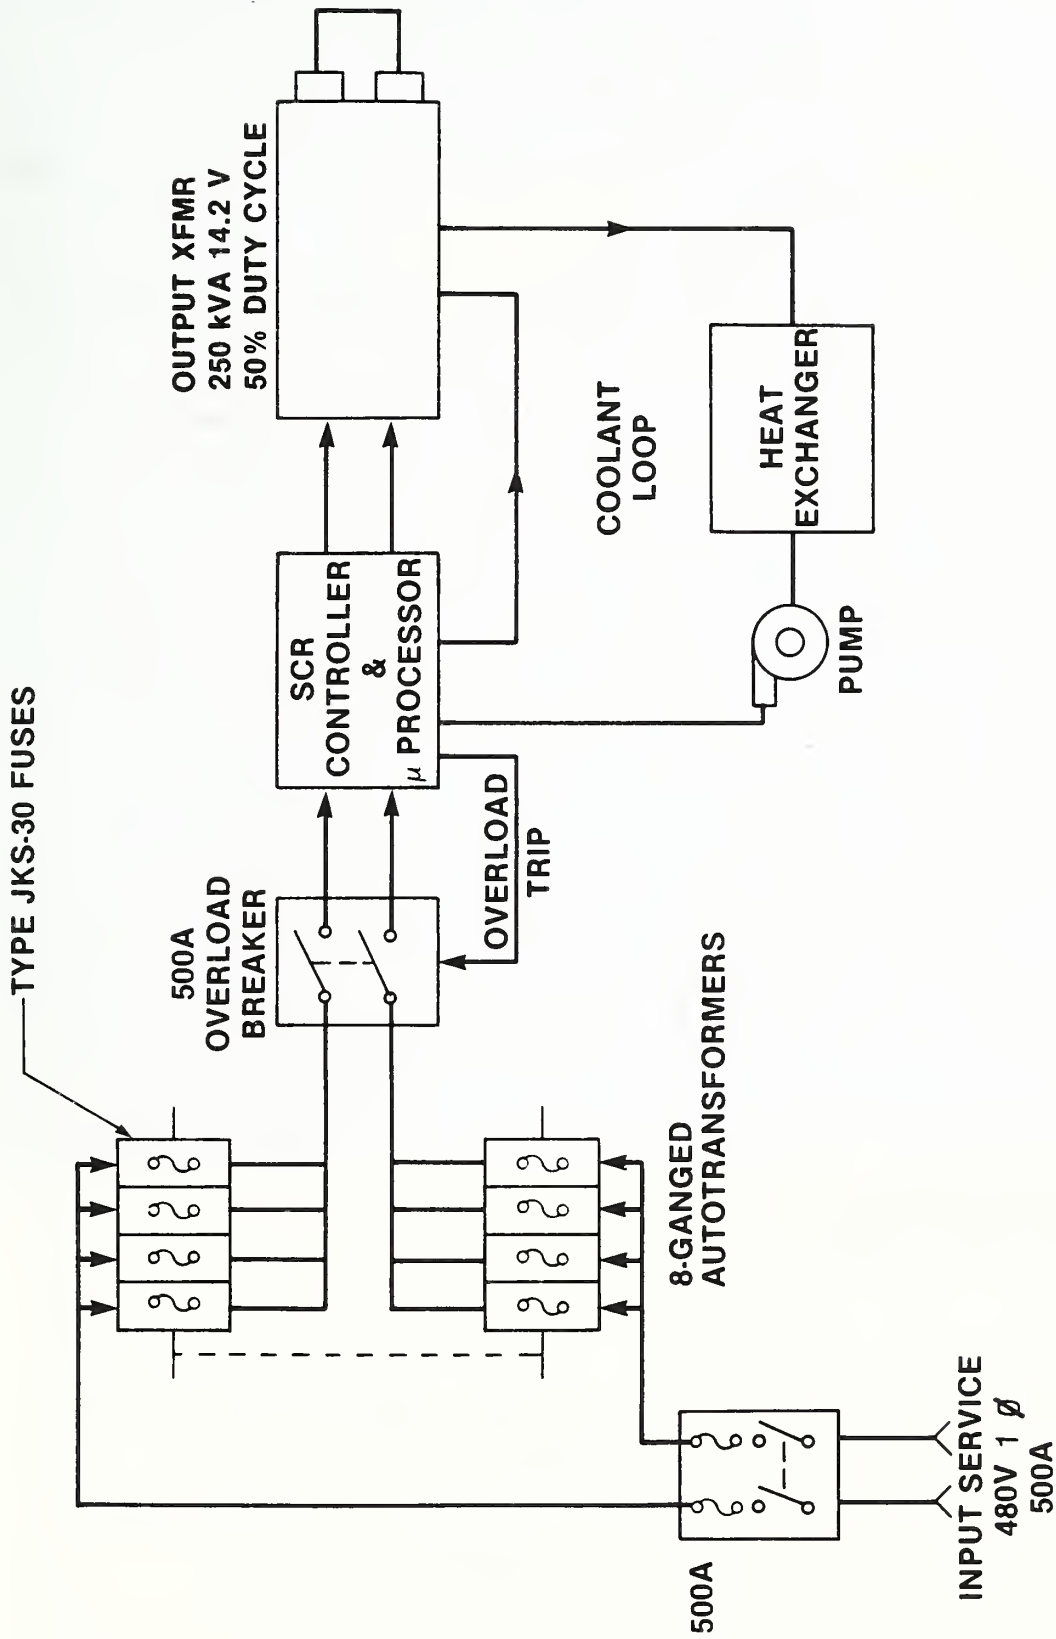 TYPE JKS-30 FUSES
500A
OVERLOAD
BREAKER
OUTPUT XFMR
250 kVA 14.2 V
50% DUTY CYCLE
SCR
CONTROLLER
&
μ PROCESSOR
OVERLOAD
TRIP
COOLANT
LOOP
HEAT
EXCHANGER
PUMP
8-GANGED
AUTOTRANSFORMERS
500A
INPUT SERVICE
480V 1 Ø
500A